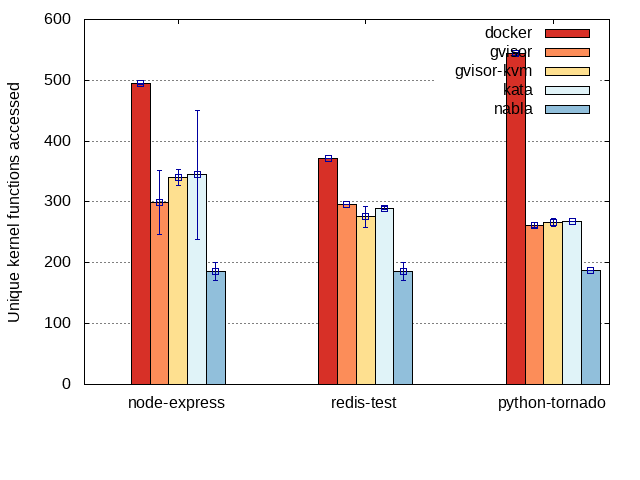 Unique kernel functions accessed
600
500
400
300
200
100
0
docker
gvisor
gvisor-kvm
kata
nabla
node-express
redis-test
python-tornado